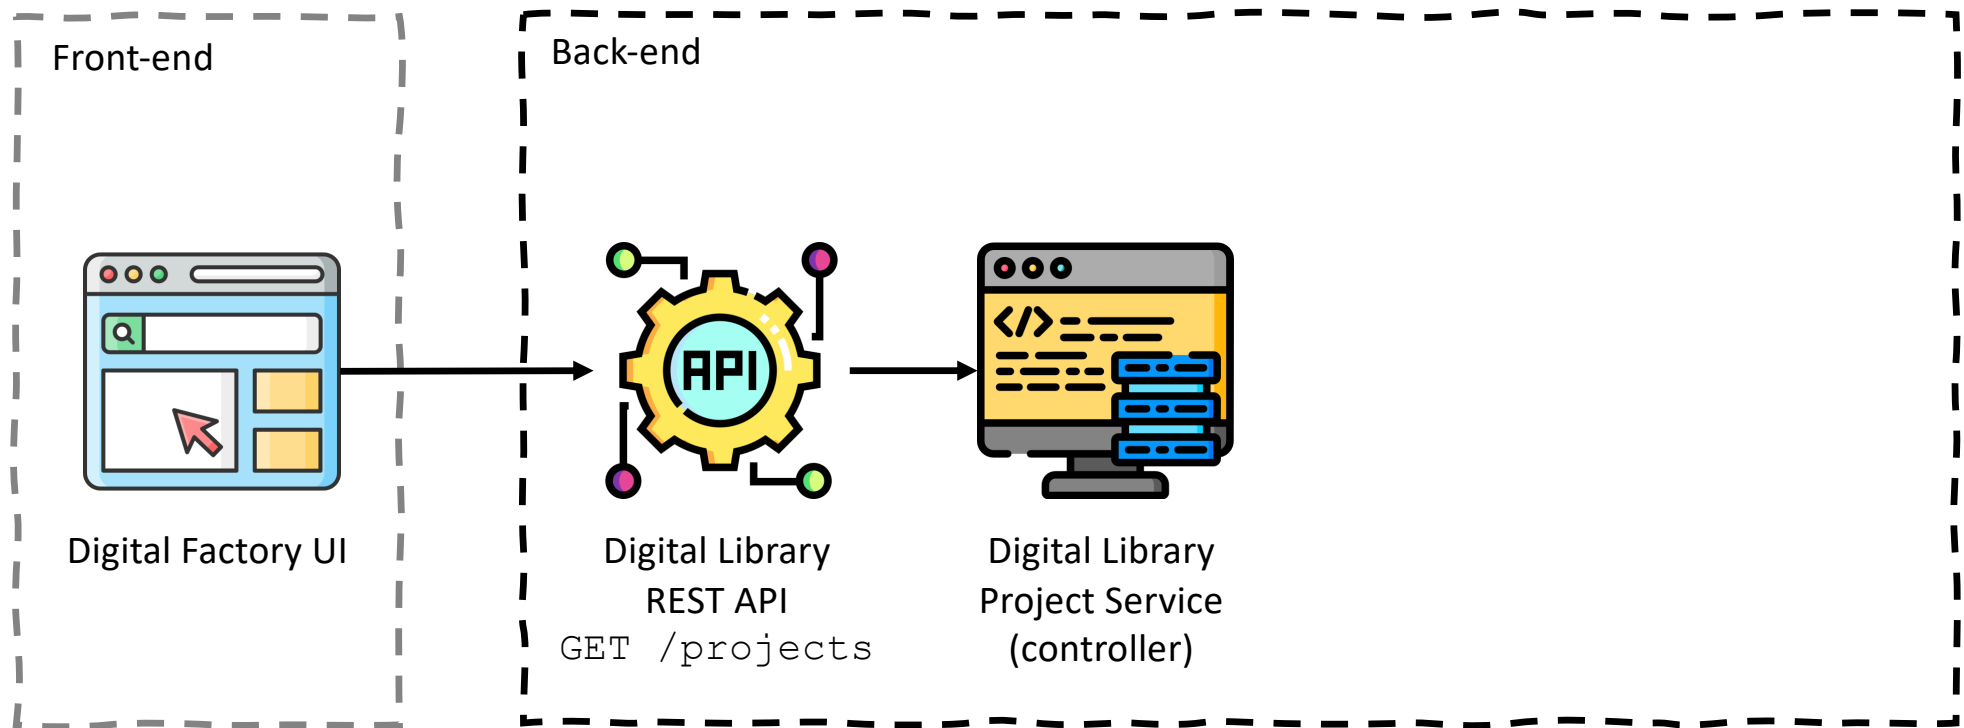 Front-end
Back-end
API
Digital Factory UI
Digital Library
REST API
GET /projects
Digital Library
Project Service
(controller)